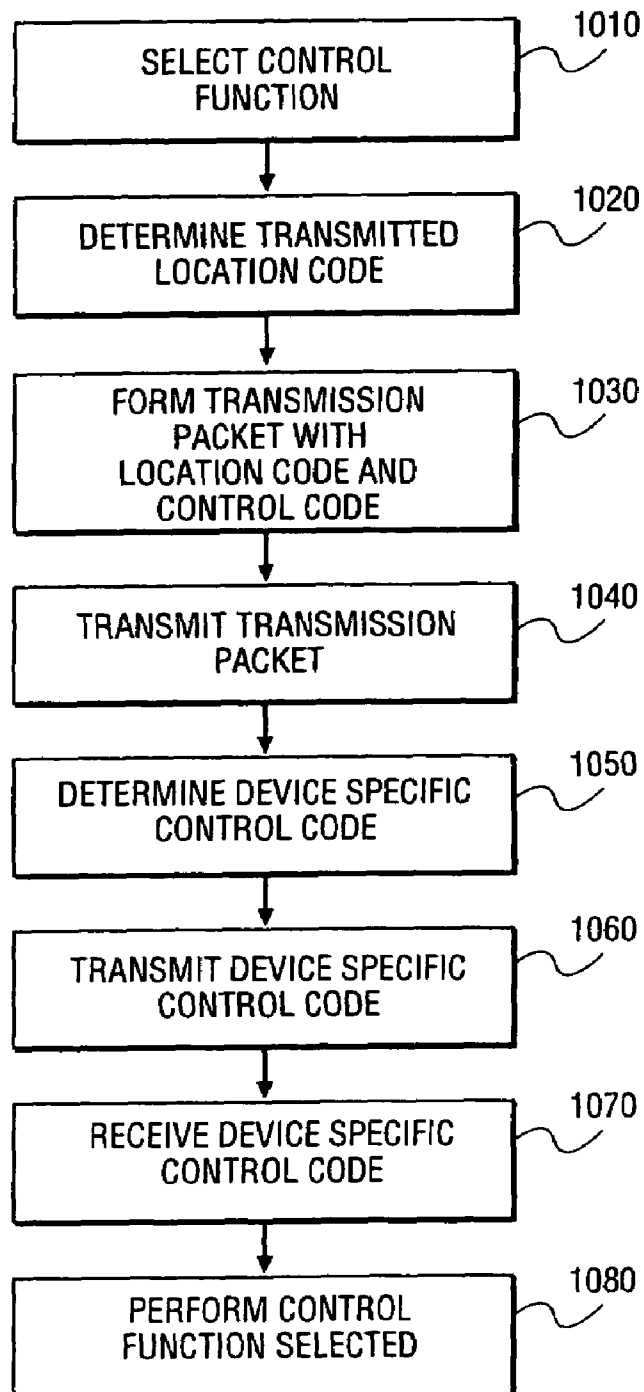 1010
SELECT CONTROL
FUNCTION
1020
DETERMINE TRANSMITTED
LOCATION CODE
1030
FORM TRANSMISSION
PACKET WITH
LOCATION CODE AND
CONTROL CODE
1040
TRANSMIT TRANSMISSION
PACKET
1050
DETERMINE DEVICE SPECIFIC
CONTROL CODE
1060
TRANSMIT DEVICE SPECIFIC
CONTROL CODE
1070
RECEIVE DEVICE SPECIFIC
CONTROL CODE
1080
PERFORM CONTROL
FUNCTION SELECTED